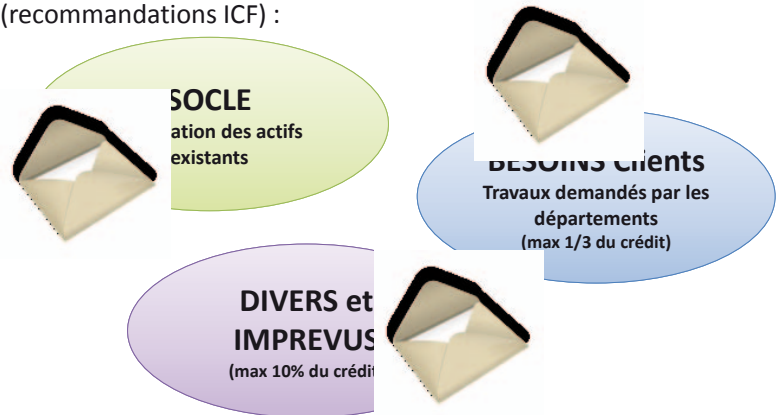 (recommandations ICF) :
SOCLE
ation des actifs
existants
BESOINS Clients
Travaux demandés par les
départements
(max 1/3 du crédit)
DIVERS et
IMPREVUS
(max 10% du crédit